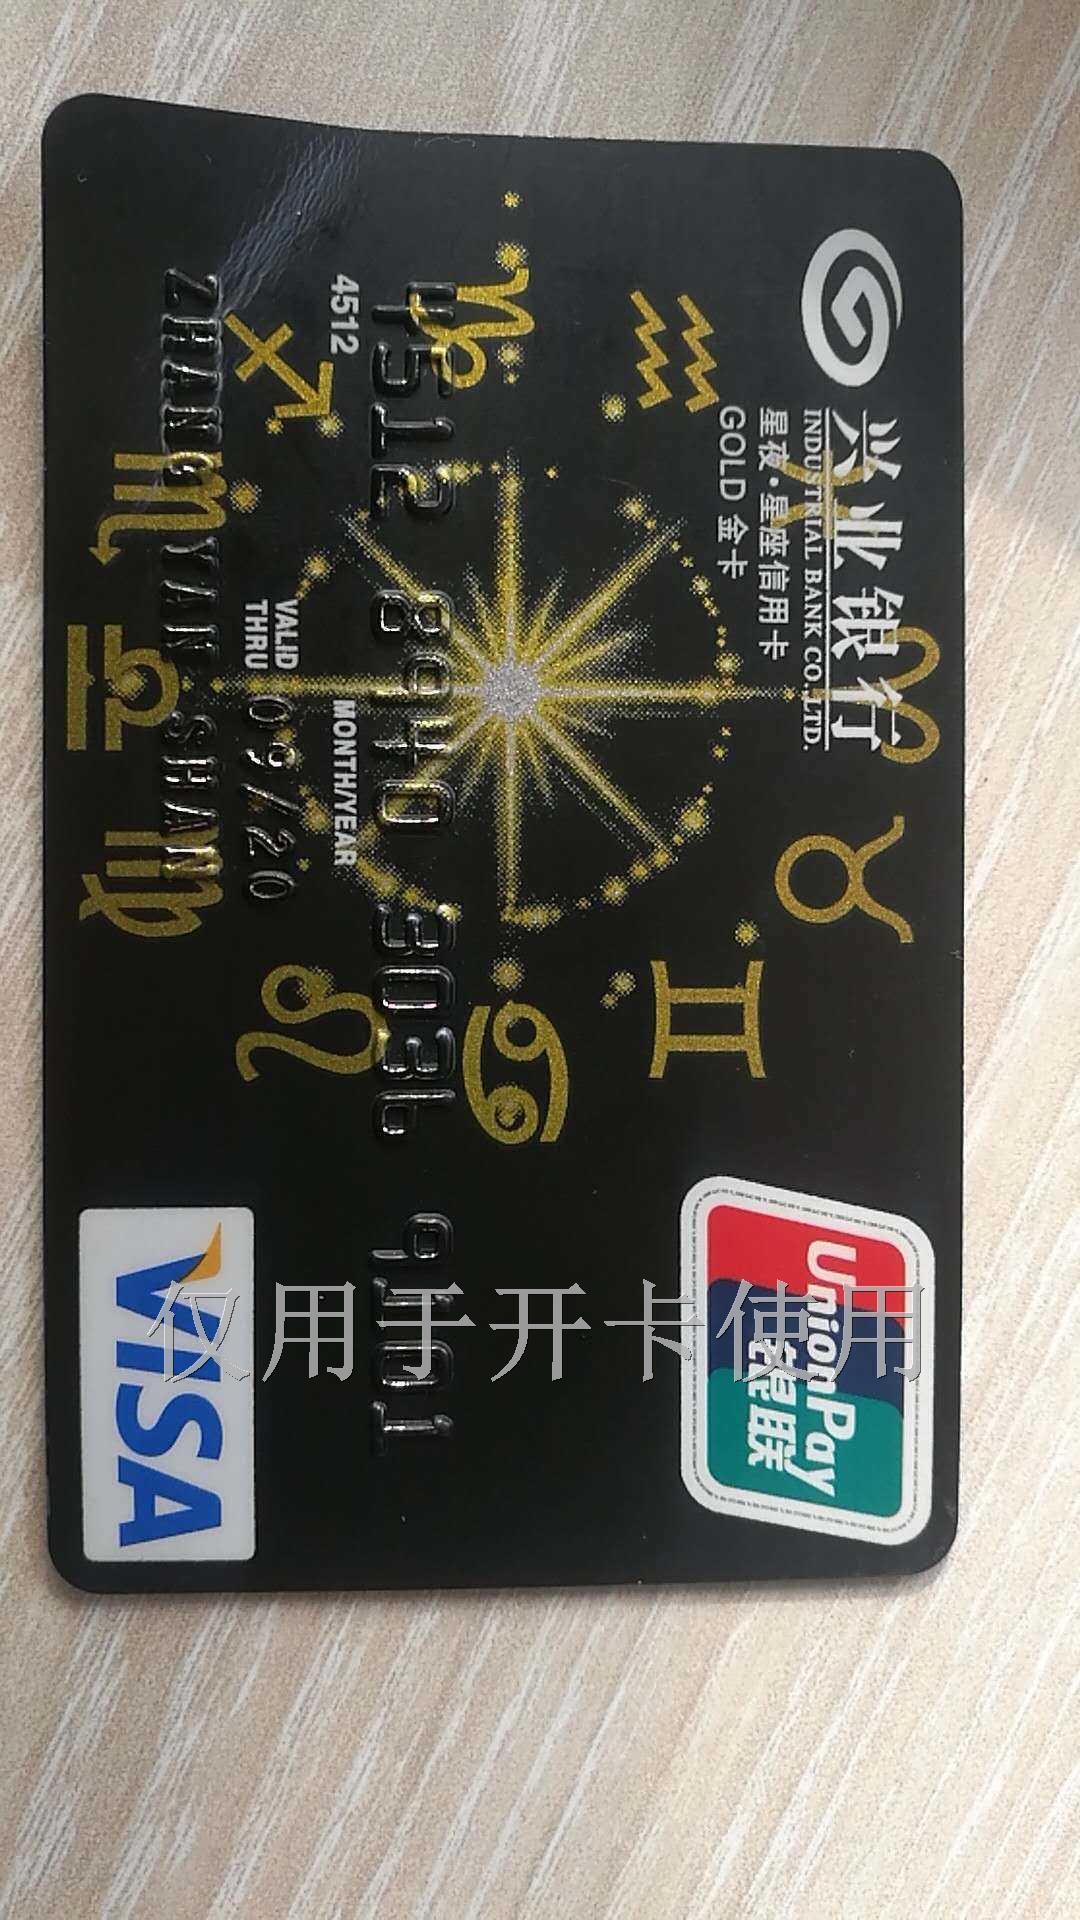 兴业银行
INDUSTRIAL BANK CO.,LTD.
星夜·星座信用卡
GOLD 金卡
UnionPay
银联
4512 8940 3036
4512
MONTH/YEAR
VALID
THRU 09/20
ZHANG YAN SHAN
VISA
仅用于开卡使用